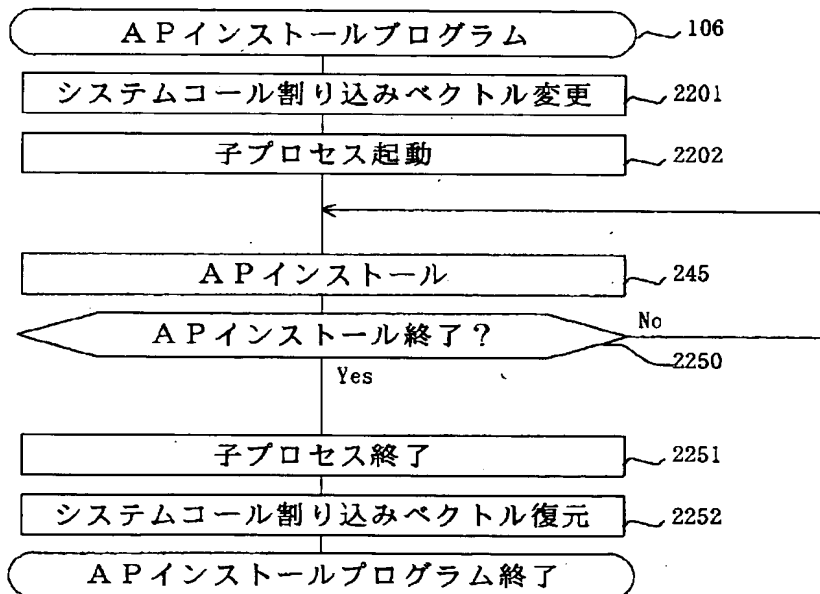 APインストールプログラム
106
システムコール割り込みベクトル変更
2201
子プロセス起動
2202
APインストール
245
APインストール終了?
No
2250
Yes
子プロセス終了
2251
システムコール割り込みベクトル復元
2252
APインストールプログラム終了